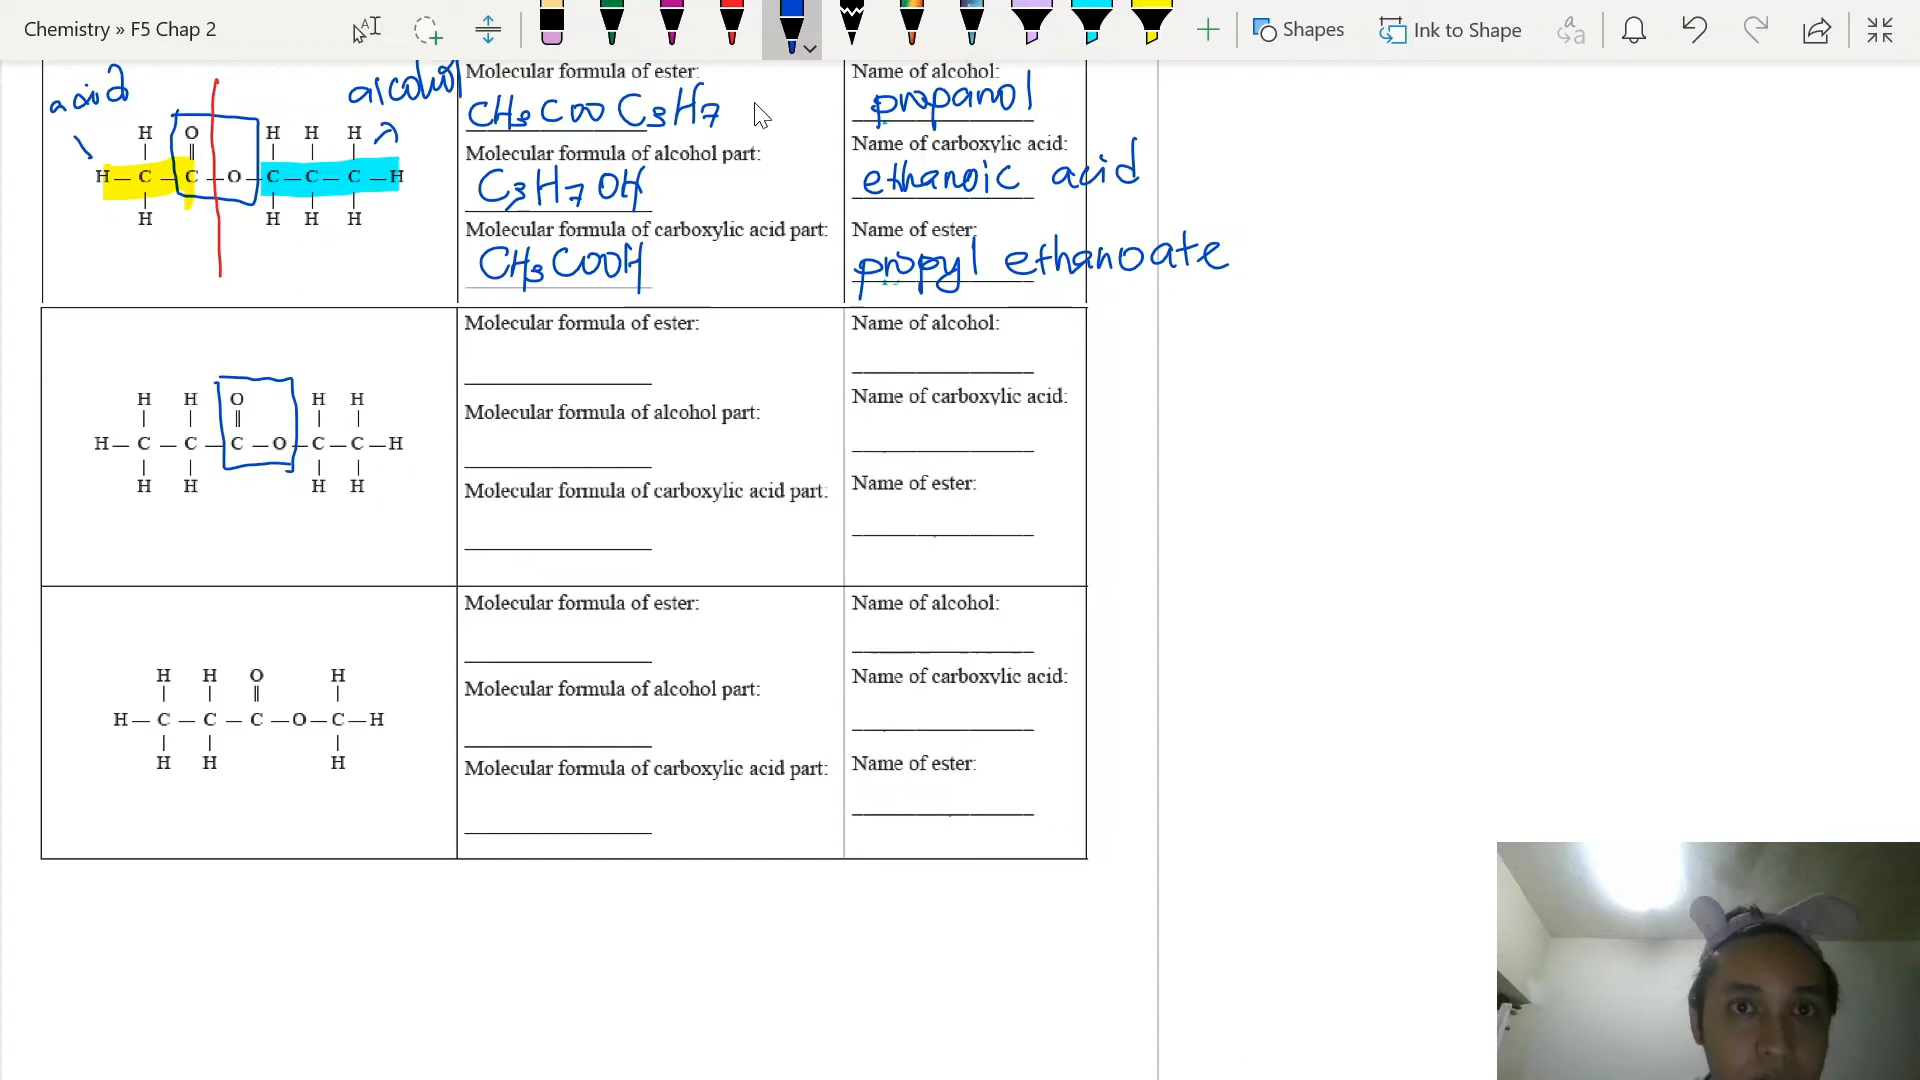 Chemistry » F5 Chap 2
Shapes
Ink to Shape
acid
alcohol
H O H H H
H — C — C — O — C — C — C — H
H H H H
Molecular formula of ester:
CH3COOC3H7
Molecular formula of alcohol part:
C3H7OH
Molecular formula of carboxylic acid part:
CH3COOH
Name of alcohol:
propanol
Name of carboxylic acid:
ethanoic acid
Name of ester:
propyl ethanoate
H H O H H
H — C — C — C — O — C — C — H
H H H H
Molecular formula of ester:
Molecular formula of alcohol part:
Molecular formula of carboxylic acid part:
Name of alcohol:
Name of carboxylic acid:
Name of ester:
H H O H
H — C — C — C — O — C — H
H H H
Molecular formula of ester:
Molecular formula of alcohol part:
Molecular formula of carboxylic acid part:
Name of alcohol:
Name of carboxylic acid:
Name of ester: